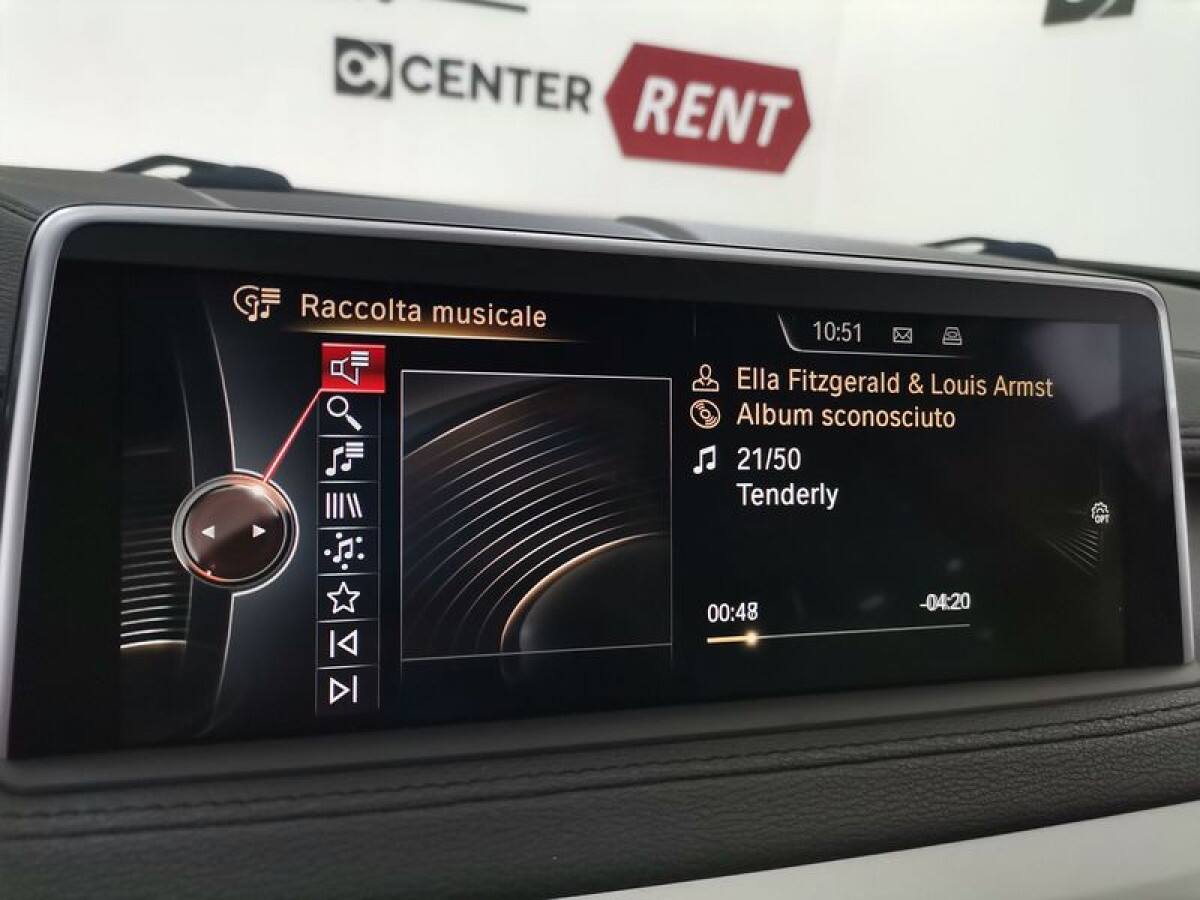 CENTER RENT
Raccolta musicale
10:51
Ella Fitzgerald & Louis Armst
Album sconosciuto
21/50
Tenderly
OPT
00:48
-04:20